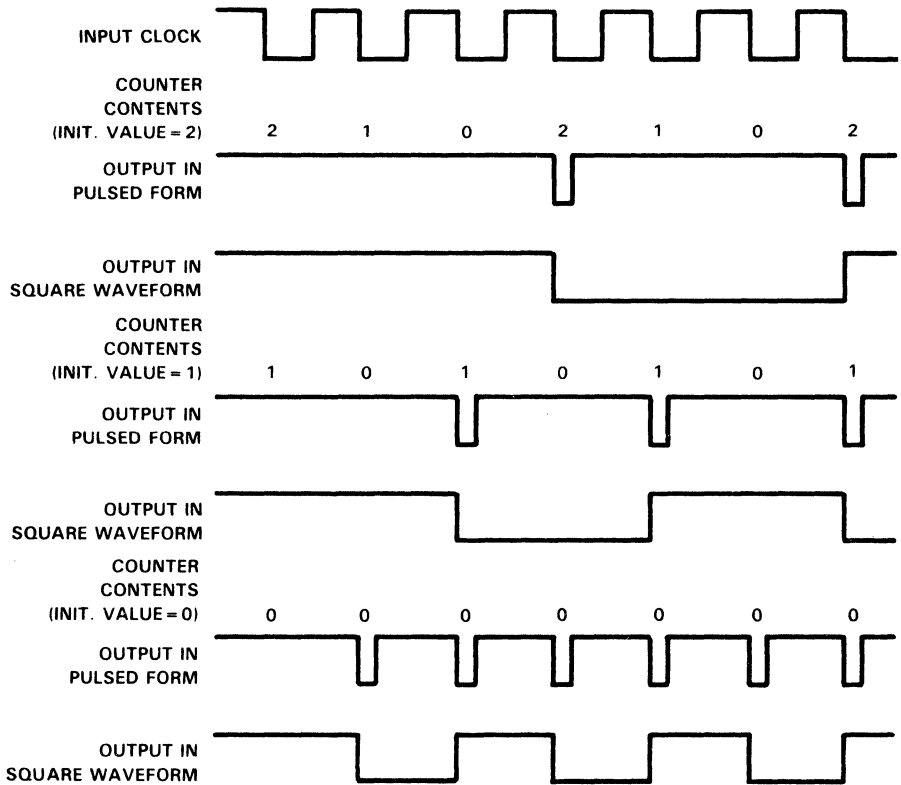 INPUT CLOCK
COUNTER
CONTENTS
(INIT. VALUE = 2) 2 1 0 2 1 0 2
OUTPUT IN
PULSED FORM
OUTPUT IN
SQUARE WAVEFORM
COUNTER
CONTENTS
(INIT. VALUE = 1) 1 0 1 0 1 0 1
OUTPUT IN
PULSED FORM
OUTPUT IN
SQUARE WAVEFORM
COUNTER
CONTENTS
(INIT. VALUE = 0) 0 0 0 0 0 0 0
OUTPUT IN
PULSED FORM
OUTPUT IN
SQUARE WAVEFORM